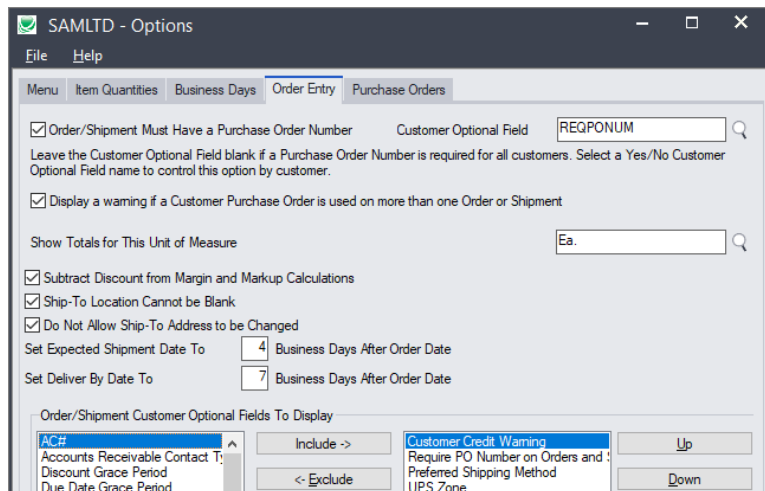 SAMLTD - Options
File Help
Menu Item Quantities Business Days Order Entry Purchase Orders
Order/Shipment Must Have a Purchase Order Number Customer Optional Field REQPONUM
Leave the Customer Optional Field blank if a Purchase Order Number is required for all customers. Select a Yes/No Customer
Optional Field name to control this option by customer.
Display a warning if a Customer Purchase Order is used on more than one Order or Shipment
Show Totals for This Unit of Measure Ea.
Subtract Discount from Margin and Markup Calculations
Ship-To Location Cannot be Blank
Do Not Allow Ship-To Address to be Changed
Set Expected Shipment Date To 4 Business Days After Order Date
Set Deliver By Date To 7 Business Days After Order Date
Order/Shipment Customer Optional Fields To Display
AC# Include -> Customer Credit Warning Up
Accounts Receivable Contact Require PO Number on Orders and
Discount Grace Period <- Exclude Preferred Shipping Method Down
Due Date Grace Period UPS Zone